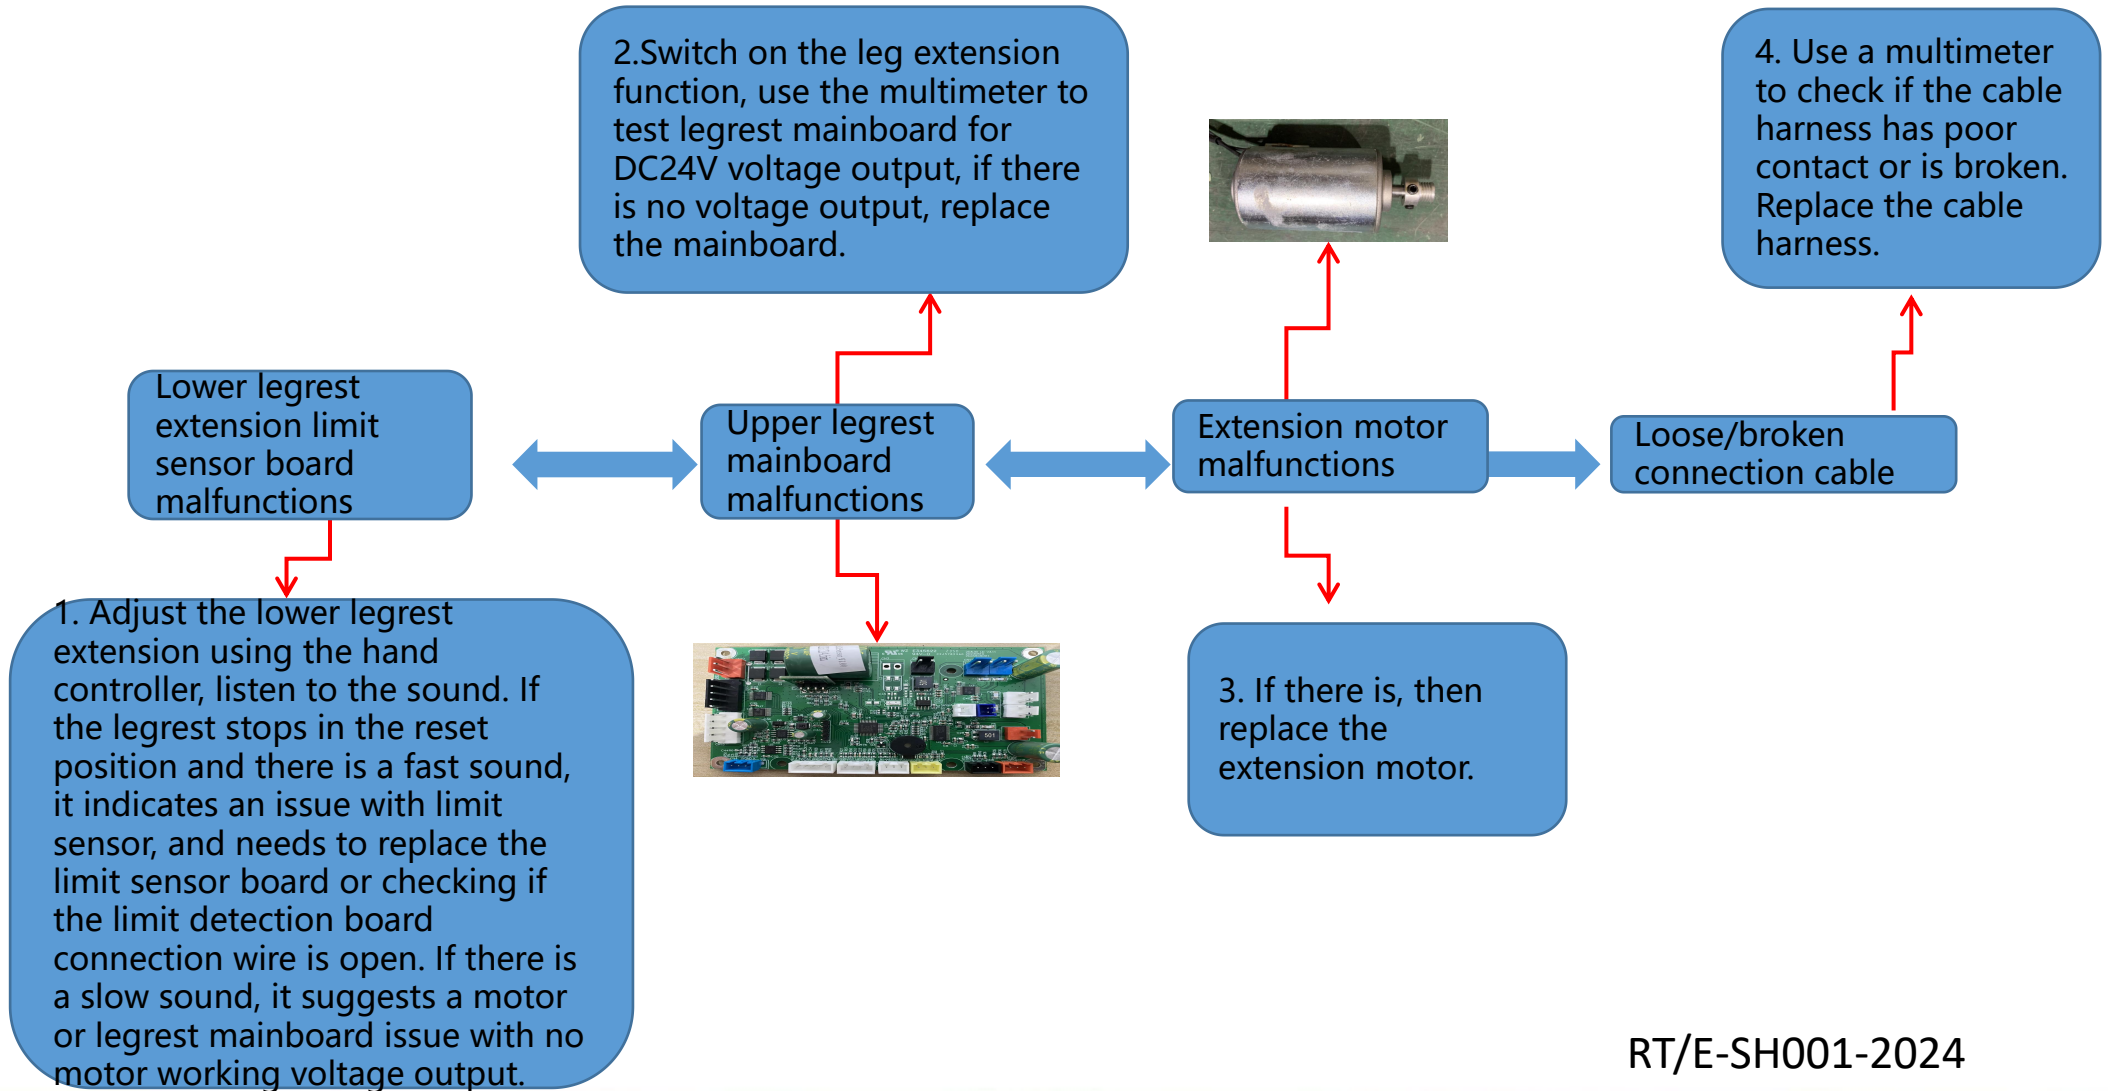 2.Switch on the leg extension
function, use the multimeter to
test legrest mainboard for
DC24V voltage output, if there
is no voltage output, replace
the mainboard.
4. Use a multimeter
to check if the cable
harness has poor
contact or is broken.
Replace the cable
harness.
Lower legrest
extension limit
sensor board
malfunctions
Upper legrest
mainboard
malfunctions
Extension motor
malfunctions
Loose/broken
connection cable
1. Adjust the lower legrest
extension using the hand
controller, listen to the sound. If
the legrest stops in the reset
position and there is a fast sound,
it indicates an issue with limit
sensor, and needs to replace the
limit sensor board or checking if
the limit detection board
connection wire is open. If there is
a slow sound, it suggests a motor
or legrest mainboard issue with no
motor working voltage output.
3. If there is, then
replace the
extension motor.
RT/E-SH001-2024